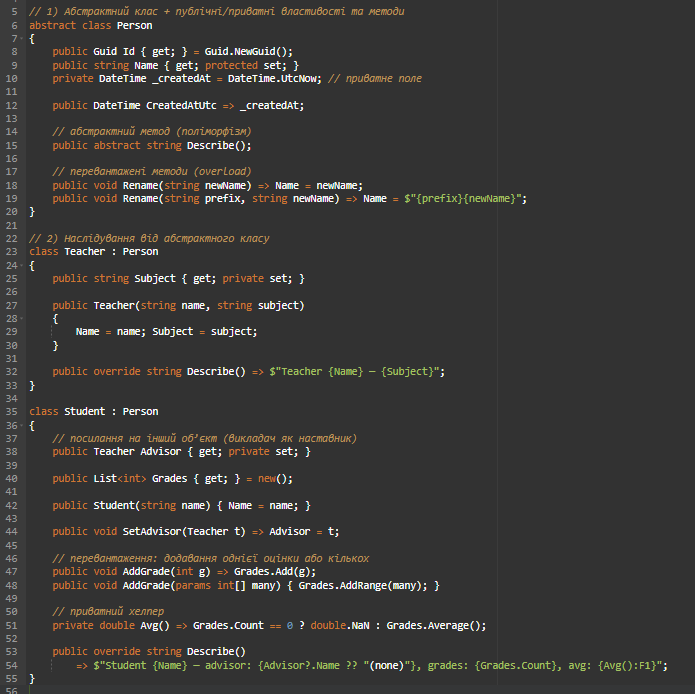 5 // 1) Абстрактний клас + публічні/приватні властивості та методи
6 abstract class Person
7 {
8 public Guid Id { get; } = Guid.NewGuid();
9 public string Name { get; protected set; }
10 private DateTime _createdAt = DateTime.UtcNow; // приватне поле
11
12 public DateTime CreatedAtUtc => _createdAt;
13
14 // абстрактний метод (поліморфізм)
15 public abstract string Describe();
16
17 // перевантажені методи (overload)
18 public void Rename(string newName) => Name = newName;
19 public void Rename(string prefix, string newName) => Name = $"{prefix}{newName}";
20 }
21
22 // 2) Наслідування від абстрактного класу
23 class Teacher : Person
24 {
25 public string Subject { get; private set; }
26
27 public Teacher(string name, string subject)
28 {
29 Name = name; Subject = subject;
30 }
31
32 public override string Describe() => $"Teacher {Name} — {Subject}";
33 }
34
35 class Student : Person
36 {
37 // посилання на інший об’єкт (викладач як наставник)
38 public Teacher Advisor { get; private set; }
39
40 public List<int> Grades { get; } = new();
41
42 public Student(string name) { Name = name; }
43
44 public void SetAdvisor(Teacher t) => Advisor = t;
45
46 // перевантаження: додавання однієї оцінки або кількох
47 public void AddGrade(int g) => Grades.Add(g);
48 public void AddGrade(params int[] many) { Grades.AddRange(many); }
49
50 // приватний хелпер
51 private double Avg() => Grades.Count == 0 ? double.NaN : Grades.Average();
52
53 public override string Describe()
54 => $"Student {Name} — advisor: {Advisor?.Name ?? "(none)"}, grades: {Grades.Count}, avg: {Avg():F1}";
55 }
56